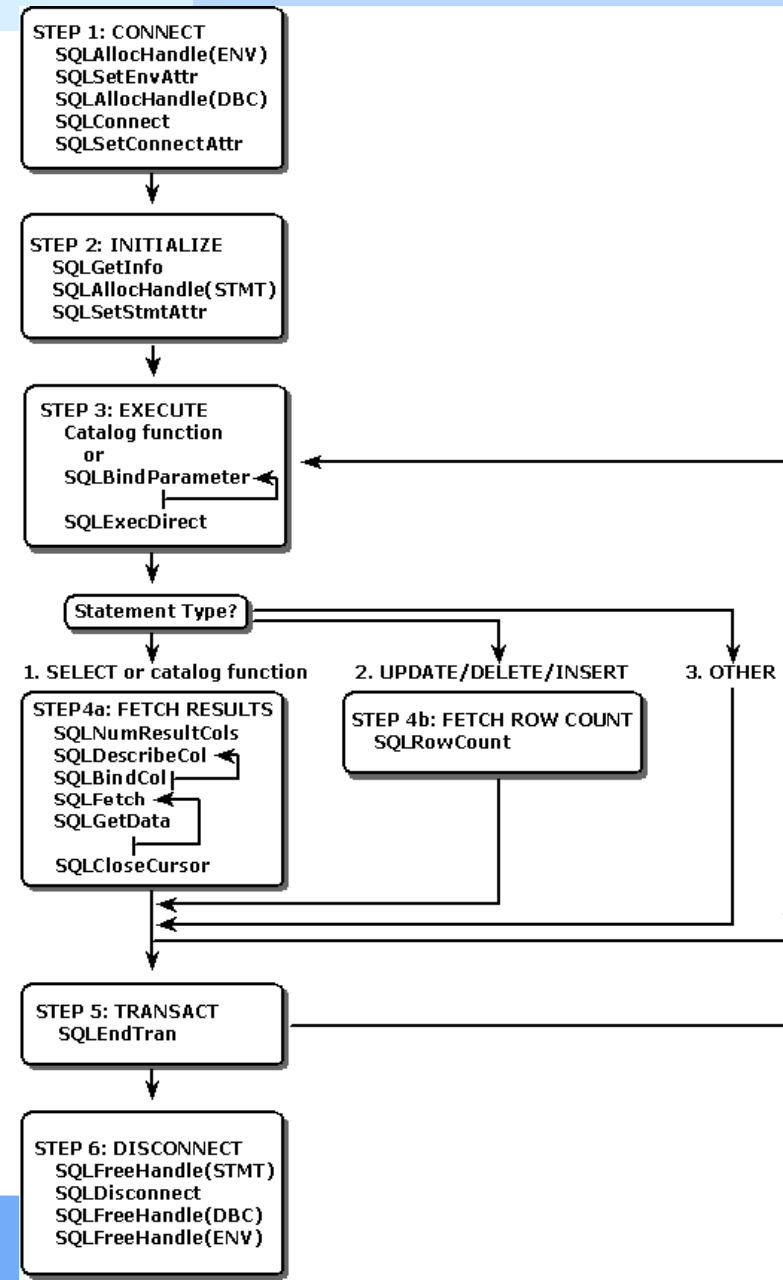 STEP 1: CONNECT
SQLAllocHandle(ENV)
SQLSetEnvAttr
SQLAllocHandle(DBC)
SQLConnect
SQLSetConnectAttr
STEP 2: INITIALIZE
SQLGetInfo
SQLAllocHandle(STMT)
SQLSetStmtAttr
STEP 3: EXECUTE
Catalog function
or
SQLBindParameter
SQLExecDirect
Statement Type?
1. SELECT or catalog function
2. UPDATE/DELETE/INSERT
3. OTHER
STEP4a: FETCH RESULTS
SQLNumResultCols
SQLDescribeCol
SQLBindCol
SQLFetch
SQLGetData
SQLCloseCursor
STEP 4b: FETCH ROW COUNT
SQLRowCount
STEP 5: TRANSACT
SQLEndTran
STEP 6: DISCONNECT
SQLFreeHandle(STMT)
SQLDisconnect
SQLFreeHandle(DBC)
SQLFreeHandle(ENV)